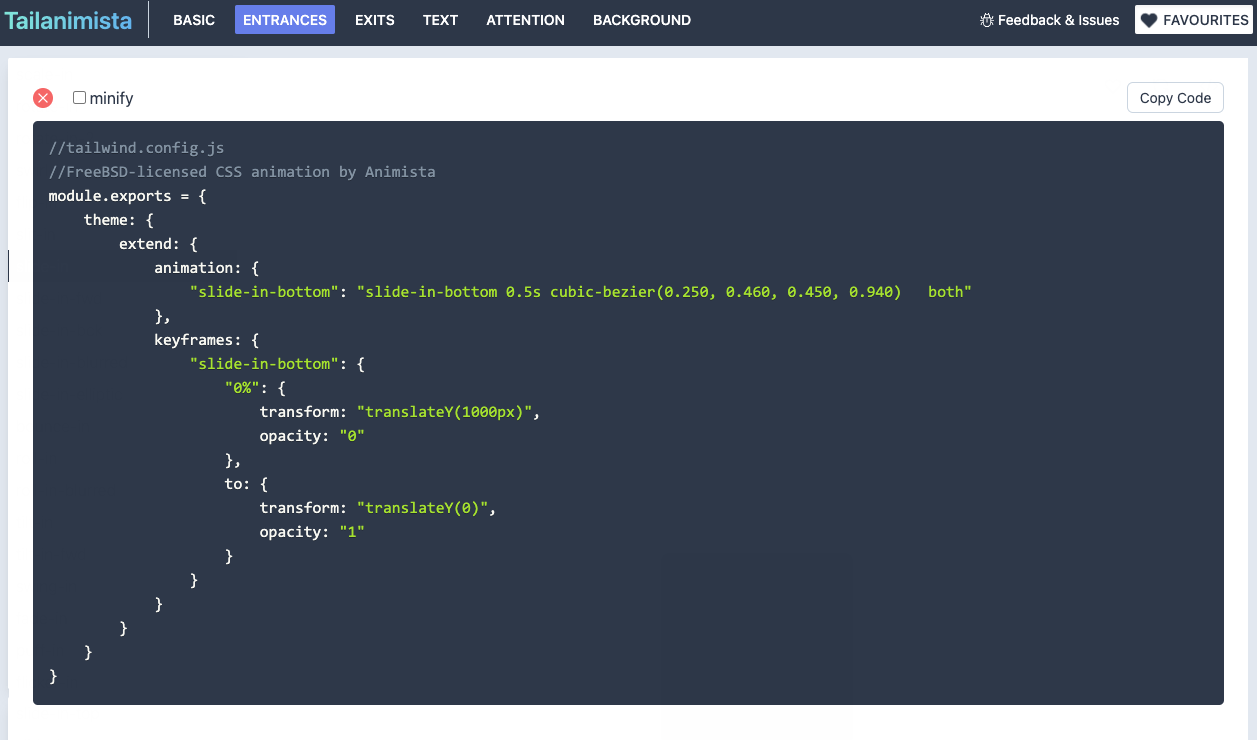 Tailanimista BASIC ENTRANCES EXITS TEXT ATTENTION BACKGROUND Feedback & Issues FAVOURITES
minify Copy Code
//tailwind.config.js
//FreeBSD-licensed CSS animation by Animista
module.exports = {
    theme: {
        extend: {
            animation: {
                "slide-in-bottom": "slide-in-bottom 0.5s cubic-bezier(0.250, 0.460, 0.450, 0.940)   both"
            },
            keyframes: {
                "slide-in-bottom": {
                    "0%": {
                        transform: "translateY(1000px)",
                        opacity: "0"
                    },
                    to: {
                        transform: "translateY(0)",
                        opacity: "1"
                    }
                }
            }
        }
    }
}